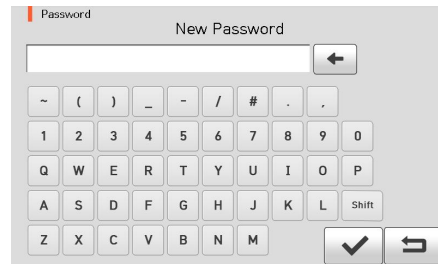 Password
New Password
~ ( ) _ - / # . ,
1 2 3 4 5 6 7 8 9 0
Q W E R T Y U I O P
A S D F G H J K L Shift
Z X C V B N M